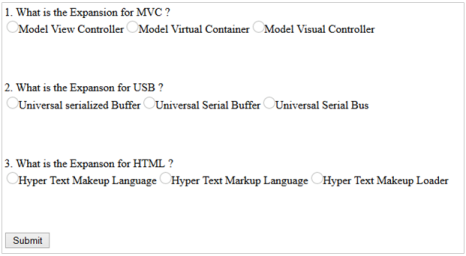 1. What is the Expansion for MVC ?
Model View Controller Model Virtual Container Model Visual Controller
2. What is the Expanson for USB ?
Universal serialized Buffer Universal Serial Buffer Universal Serial Bus
3. What is the Expanson for HTML ?
Hyper Text Makeup Language Hyper Text Markup Language Hyper Text Makeup Loader
Submit